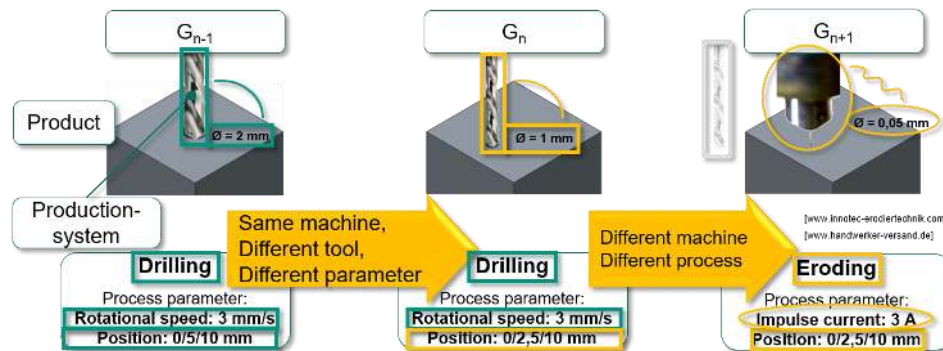 Gn-1
Gn
Gn+1
Product
Ø = 2 mm
Ø = 1 mm
Ø = 0,05 mm
Production-
system
Same machine,
Different tool,
Different parameter
Different machine
Different process
[www.innotec-erodiertechnik.com
[www.handwerker-versand.de]
Drilling
Process parameter:
Rotational speed: 3 mm/s
Position: 0/5/10 mm
Drilling
Process parameter:
Rotational speed: 3 mm/s
Position: 0/2,5/10 mm
Eroding
Process parameter:
Impulse current: 3 A
Position: 0/2,5/10 mm